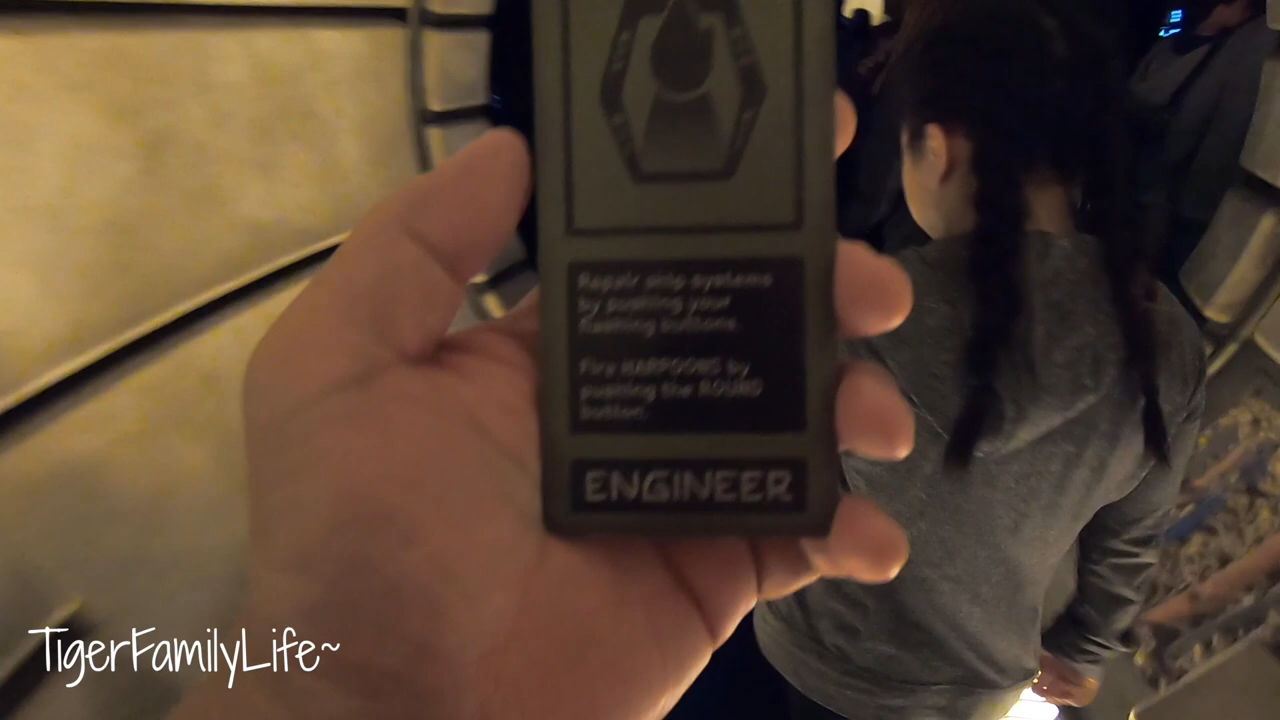 Repair ship systems
by pushing your
flashing buttons.
Fire HARPOONS by
pushing the ROUND
button.
ENGINEER
TigerFamilyLife~